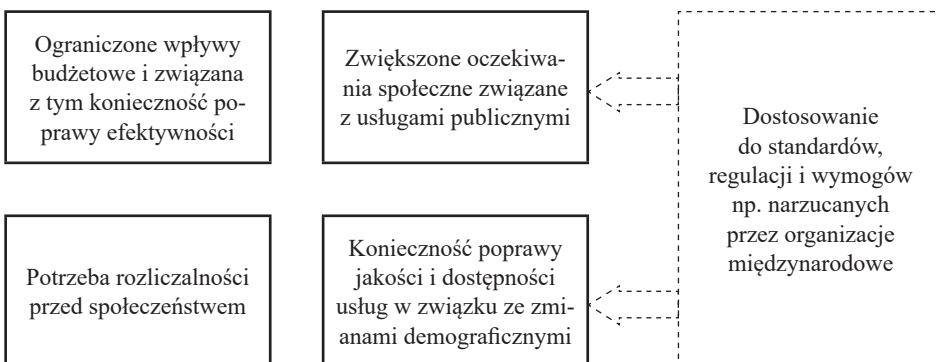 Ograniczone wpływy
budżetowe i związana
z tym konieczność po-
prawy efektywności
Zwiększone oczekiwa-
nia społeczne związane
z usługami publicznymi
Potrzeba rozliczalności
przed społeczeństwem
Konieczność poprawy
jakości i dostępności
usług w związku ze zmi-
anami demograficznymi
Dostosowanie
do standardów,
regulacji i wymogów
np. narzucanych
przez organizacje
międzynarodowe